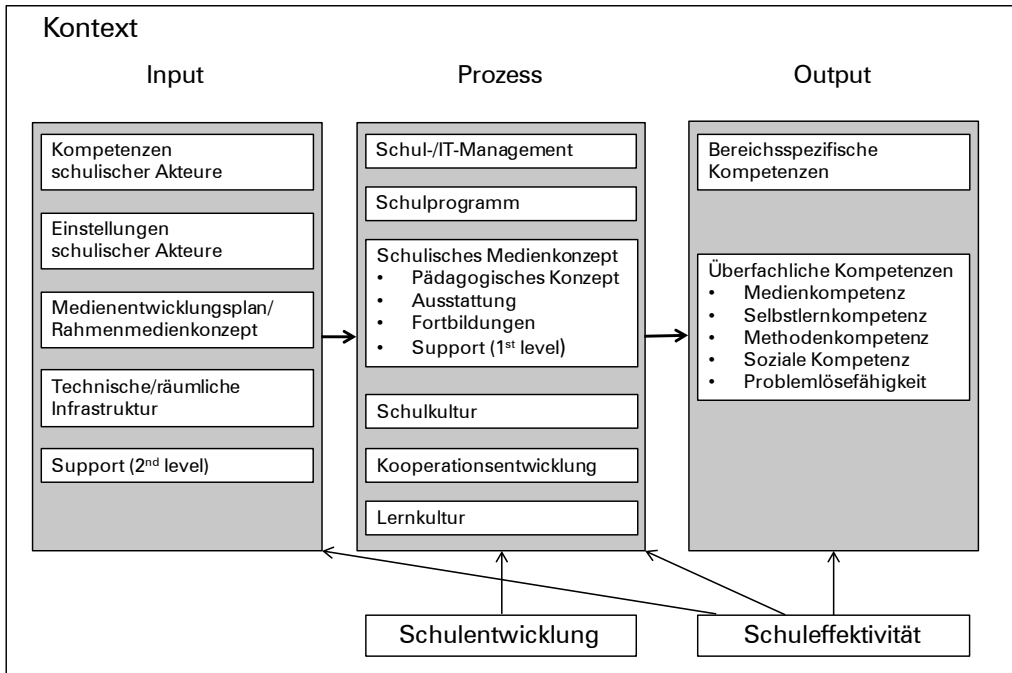 Kontext
Input
Prozess
Output
Kompetenzen
schulischer Akteure
Einstellungen
schulischer Akteure
Medienentwicklungsplan/
Rahmenmedienkonzept
Technische/räumliche
Infrastruktur
Support (2nd level)
Schul-/IT-Management
Schulprogramm
Schulisches Medienkonzept
• Pädagogisches Konzept
• Ausstattung
• Fortbildungen
• Support (1st level)
Schulkultur
Kooperationsentwicklung
Lernkultur
Bereichsspezifische
Kompetenzen
Überfachliche Kompetenzen
• Medienkompetenz
• Selbstlernkompetenz
• Methodenkompetenz
• Soziale Kompetenz
• Problemlösefähigkeit
Schulentwicklung
Schuleffektivität